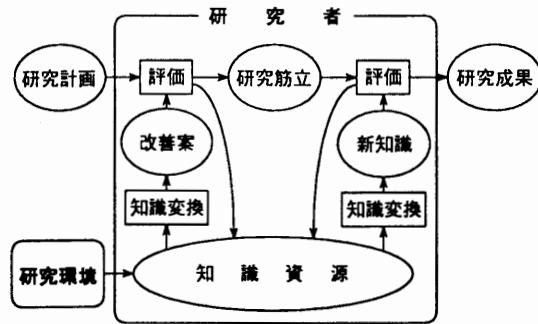 研究者
研究計画
評価
研究筋立
評価
研究成果
改善案
新知識
知識変換
知識変換
研究環境
知識資源